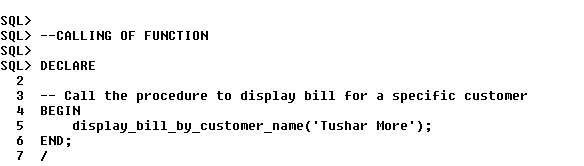 SQL>
SQL> --CALLING OF FUNCTION
SQL>
SQL> DECLARE
  2
  3  -- Call the procedure to display bill for a specific customer
  4  BEGIN
  5      display_bill_by_customer_name('Tushar More');
  6  END;
  7  /